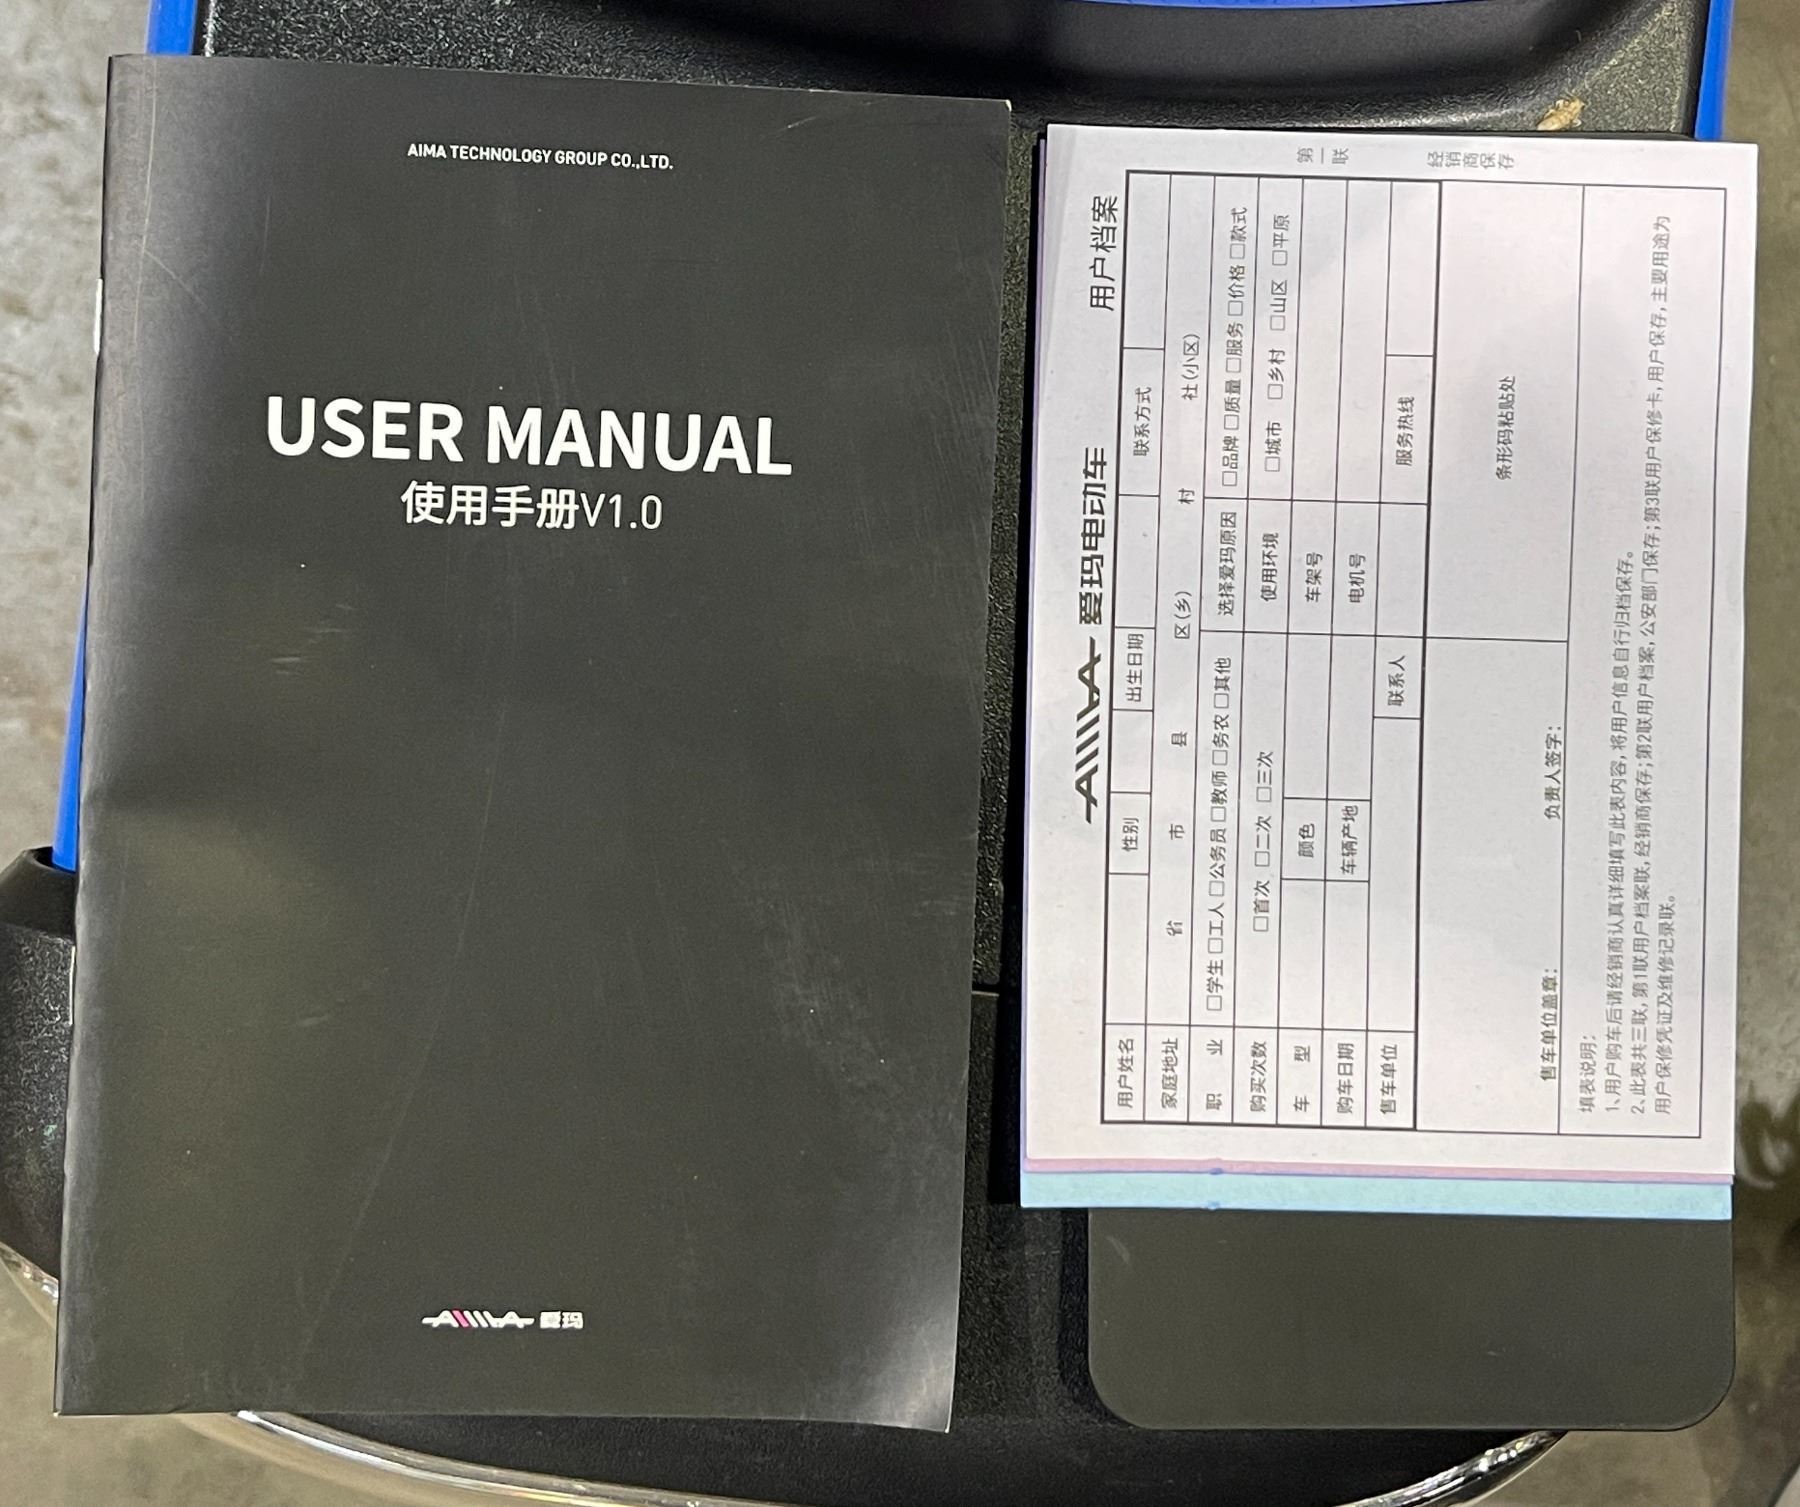 AIMA TECHNOLOGY GROUP CO.,LTD.
USER MANUAL
使用手册V1.0
AIMA 爱玛
AIMA 爱玛电动车 用户档案
第一联 经销商保存
用户姓名 性别 出生日期 联系方式
家庭地址 省 市 县 区(乡) 村 社(小区)
职 业 □学生 □工人 □公务员 □教师 □务农 □其他 选择爱玛原因 □品牌 □质量 □服务 □价格 □款式
购买次数 □首次 □二次 □三次 使用环境 □城市 □乡村 □山区 □平原
车 型 颜色 车架号
购车日期 车辆产地 电机号
售车单位 联系人 服务热线
售车单位盖章： 负责人签字： 条形码粘贴处
填表说明：
1、用户购车后请经销商认真详细填写此表内容，将用户信息自行归档保存。
2、此表共三联，第1联用户档案联，经销商保存；第2联用户档案，公安部门保存；第3联用户保修卡，用户保存，主要用途为
用户保修凭证及维修记录联。